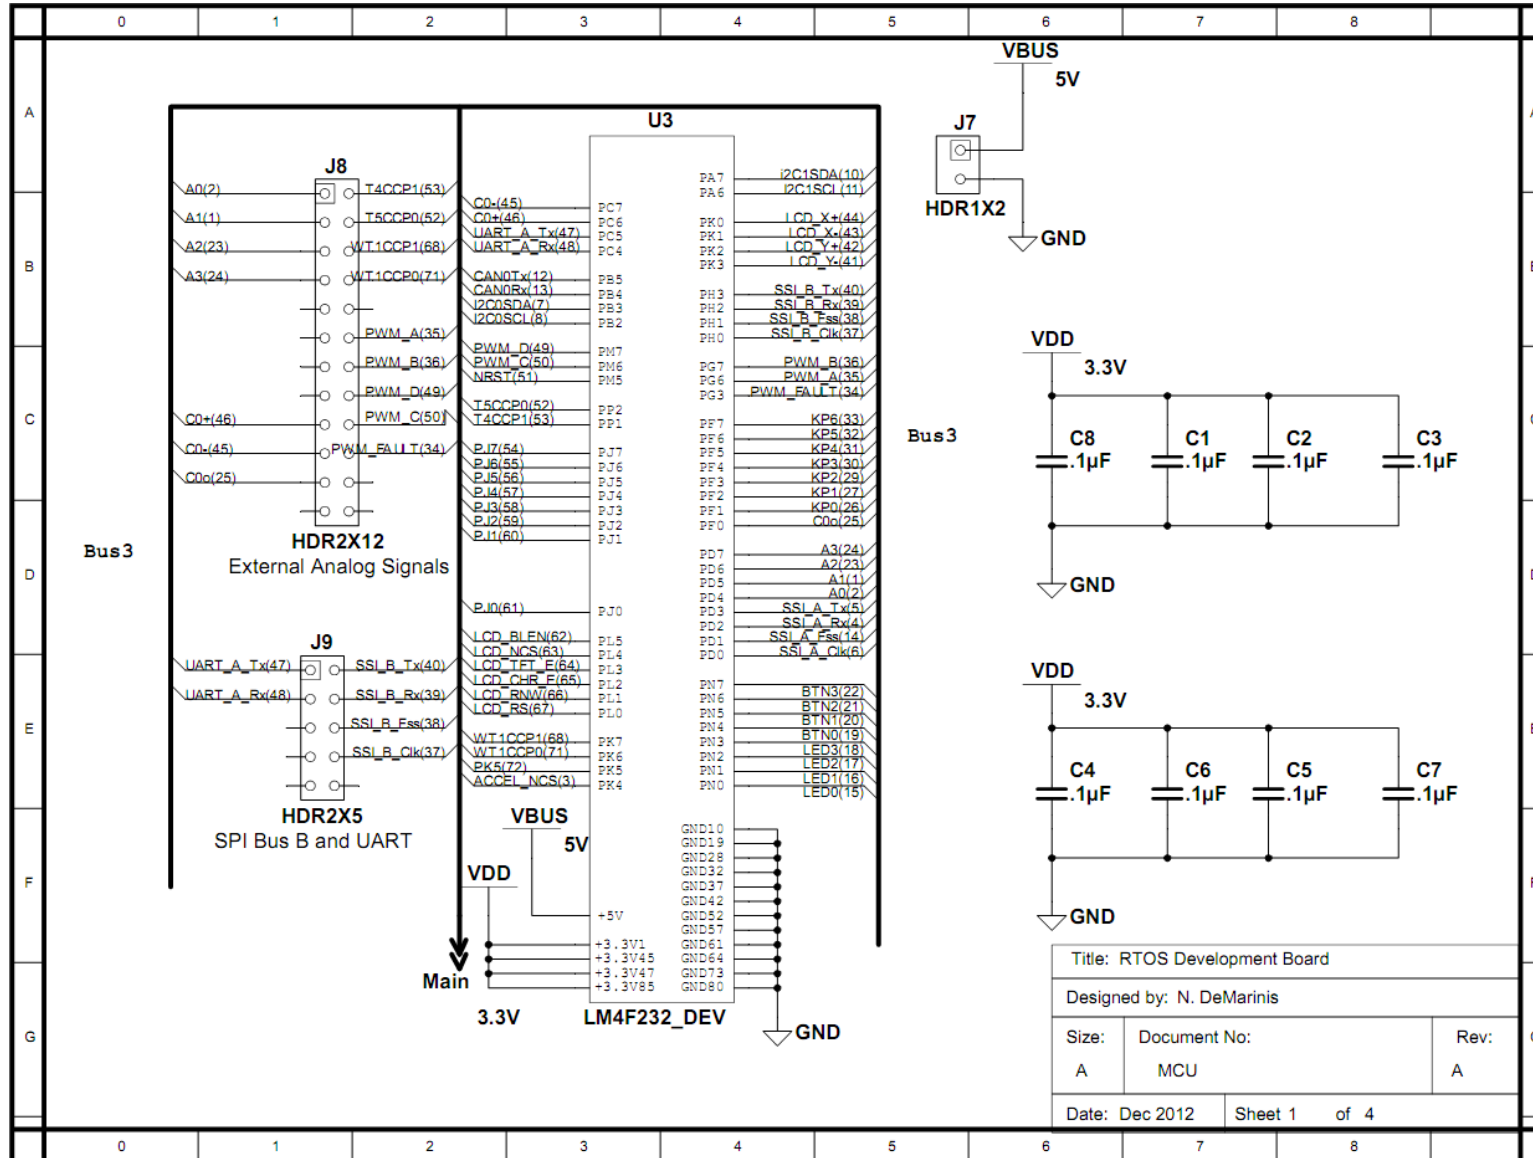 0 1 2 3 4 5 6 7 8
A
B
C
D
E
F
G
VBUS
5V
J7
HDR1X2
GND
U3
J8
A0(2) T4CCP1(53)
A1(1) T5CCP0(52)
A2(23) WT1CCP1(68)
A3(24) WT1CCP0(71)
PWM_A(35)
PWM_B(36)
PWM_D(49)
C0+(46) PWM_C(50)
C0-(45) PWM_FAULT(34)
C0o(25)
HDR2X12
External Analog Signals
Bus3
J9
UART_A_Tx(47) SSI_B_Tx(40)
UART_A_Rx(48) SSI_B_Rx(39)
SSI_B_Fss(38)
SSI_B_Clk(37)
HDR2X5
SPI Bus B and UART
C0-(45) PC7
C0+(46) PC6
UART_A_Tx(47) PC5
UART_A_Rx(48) PC4
CAN0Tx(12) PB5
CAN0Rx(13) PB4
I2C0SDA(7) PB3
I2C0SCL(8) PB2
PWM_D(49) PM7
PWM_C(50) PM6
NRST(51) PM5
T5CCP0(52) PP2
T4CCP1(53) PP1
PJ7(54) PJ7
PJ6(55) PJ6
PJ5(56) PJ5
PJ4(57) PJ4
PJ3(58) PJ3
PJ2(59) PJ2
PJ1(60) PJ1
PJ0(61) PJ0
LCD_BLEN(62) PL5
LCD_NCS(63) PL4
LCD_TFT_E(64) PL3
LCD_CHR_E(65) PL2
LCD_RNW(66) PL1
LCD_RS(67) PL0
WT1CCP1(68) PK7
WT1CCP0(71) PK6
PK5(72) PK5
ACCEL_NCS(3) PK4
VBUS
5V
VDD
+5V
+3.3V1
+3.3V45
+3.3V47
+3.3V85
3.3V
Main
PA7 i2C1SDA(10)
PA6 I2C1SCL(11)
PK0 LCD_X+(44)
PK1 LCD_X-(43)
PK2 LCD_Y+(42)
PK3 LCD_Y-(41)
PH3 SSI_B_Tx(40)
PH2 SSI_B_Rx(39)
PH1 SSI_B_Fss(38)
PH0 SSI_B_Clk(37)
PG7 PWM_B(36)
PG6 PWM_A(35)
PG3 PWM_FAULT(34)
PF7 KP6(33)
PF6 KP5(32)
PF5 KP4(31)
PF4 KP3(30)
PF3 KP2(29)
PF2 KP1(27)
PF1 KP0(26)
PF0 C0o(25)
PD7 A3(24)
PD6 A2(23)
PD5 A1(1)
PD4 A0(2)
PD3 SSI_A_Tx(5)
PD2 SSI_A_Rx(4)
PD1 SSI_A_Fss(14)
PD0 SSI_A_Clk(6)
PN7 BTN3(22)
PN6 BTN2(21)
PN5 BTN1(20)
PN4 BTN0(19)
PN3 LED3(18)
PN2 LED2(17)
PN1 LED1(16)
PN0 LED0(15)
GND10
GND19
GND28
GND32
GND37
GND42
GND52
GND57
GND61
GND64
GND73
GND80
GND
LM4F232_DEV
Bus3
VDD
3.3V
C8 C1 C2 C3
.1µF .1µF .1µF .1µF
GND
VDD
3.3V
C4 C6 C5 C7
.1µF .1µF .1µF .1µF
GND
Title: RTOS Development Board
Designed by: N. DeMarinis
Size: Document No: Rev:
A MCU A
Date: Dec 2012 Sheet 1 of 4
0 1 2 3 4 5 6 7 8